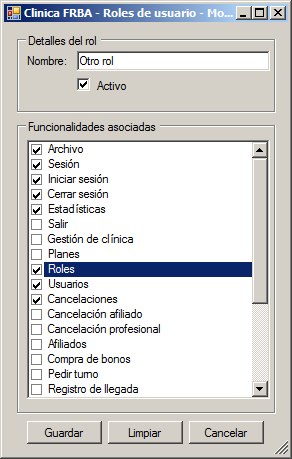 Clinica FRBA - Roles de usuario - Mo...
Detalles del rol
Nombre: Otro rol
Activo
Funcionalidades asociadas
Archivo
Sesión
Iniciar sesión
Cerrar sesión
Estadísticas
Salir
Gestión de clínica
Planes
Roles
Usuarios
Cancelaciones
Cancelación afiliado
Cancelación profesional
Afiliados
Compra de bonos
Pedir turno
Registro de llegada
Guardar Limpiar Cancelar